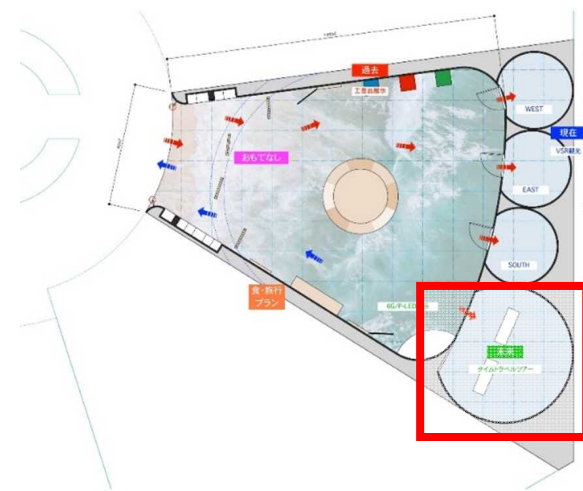 過去
工芸品展示
WEST
現在
VSR観光
おもてなし
EAST
SOUTH
食・旅行
プラン
未来
タイムトラベルツアー